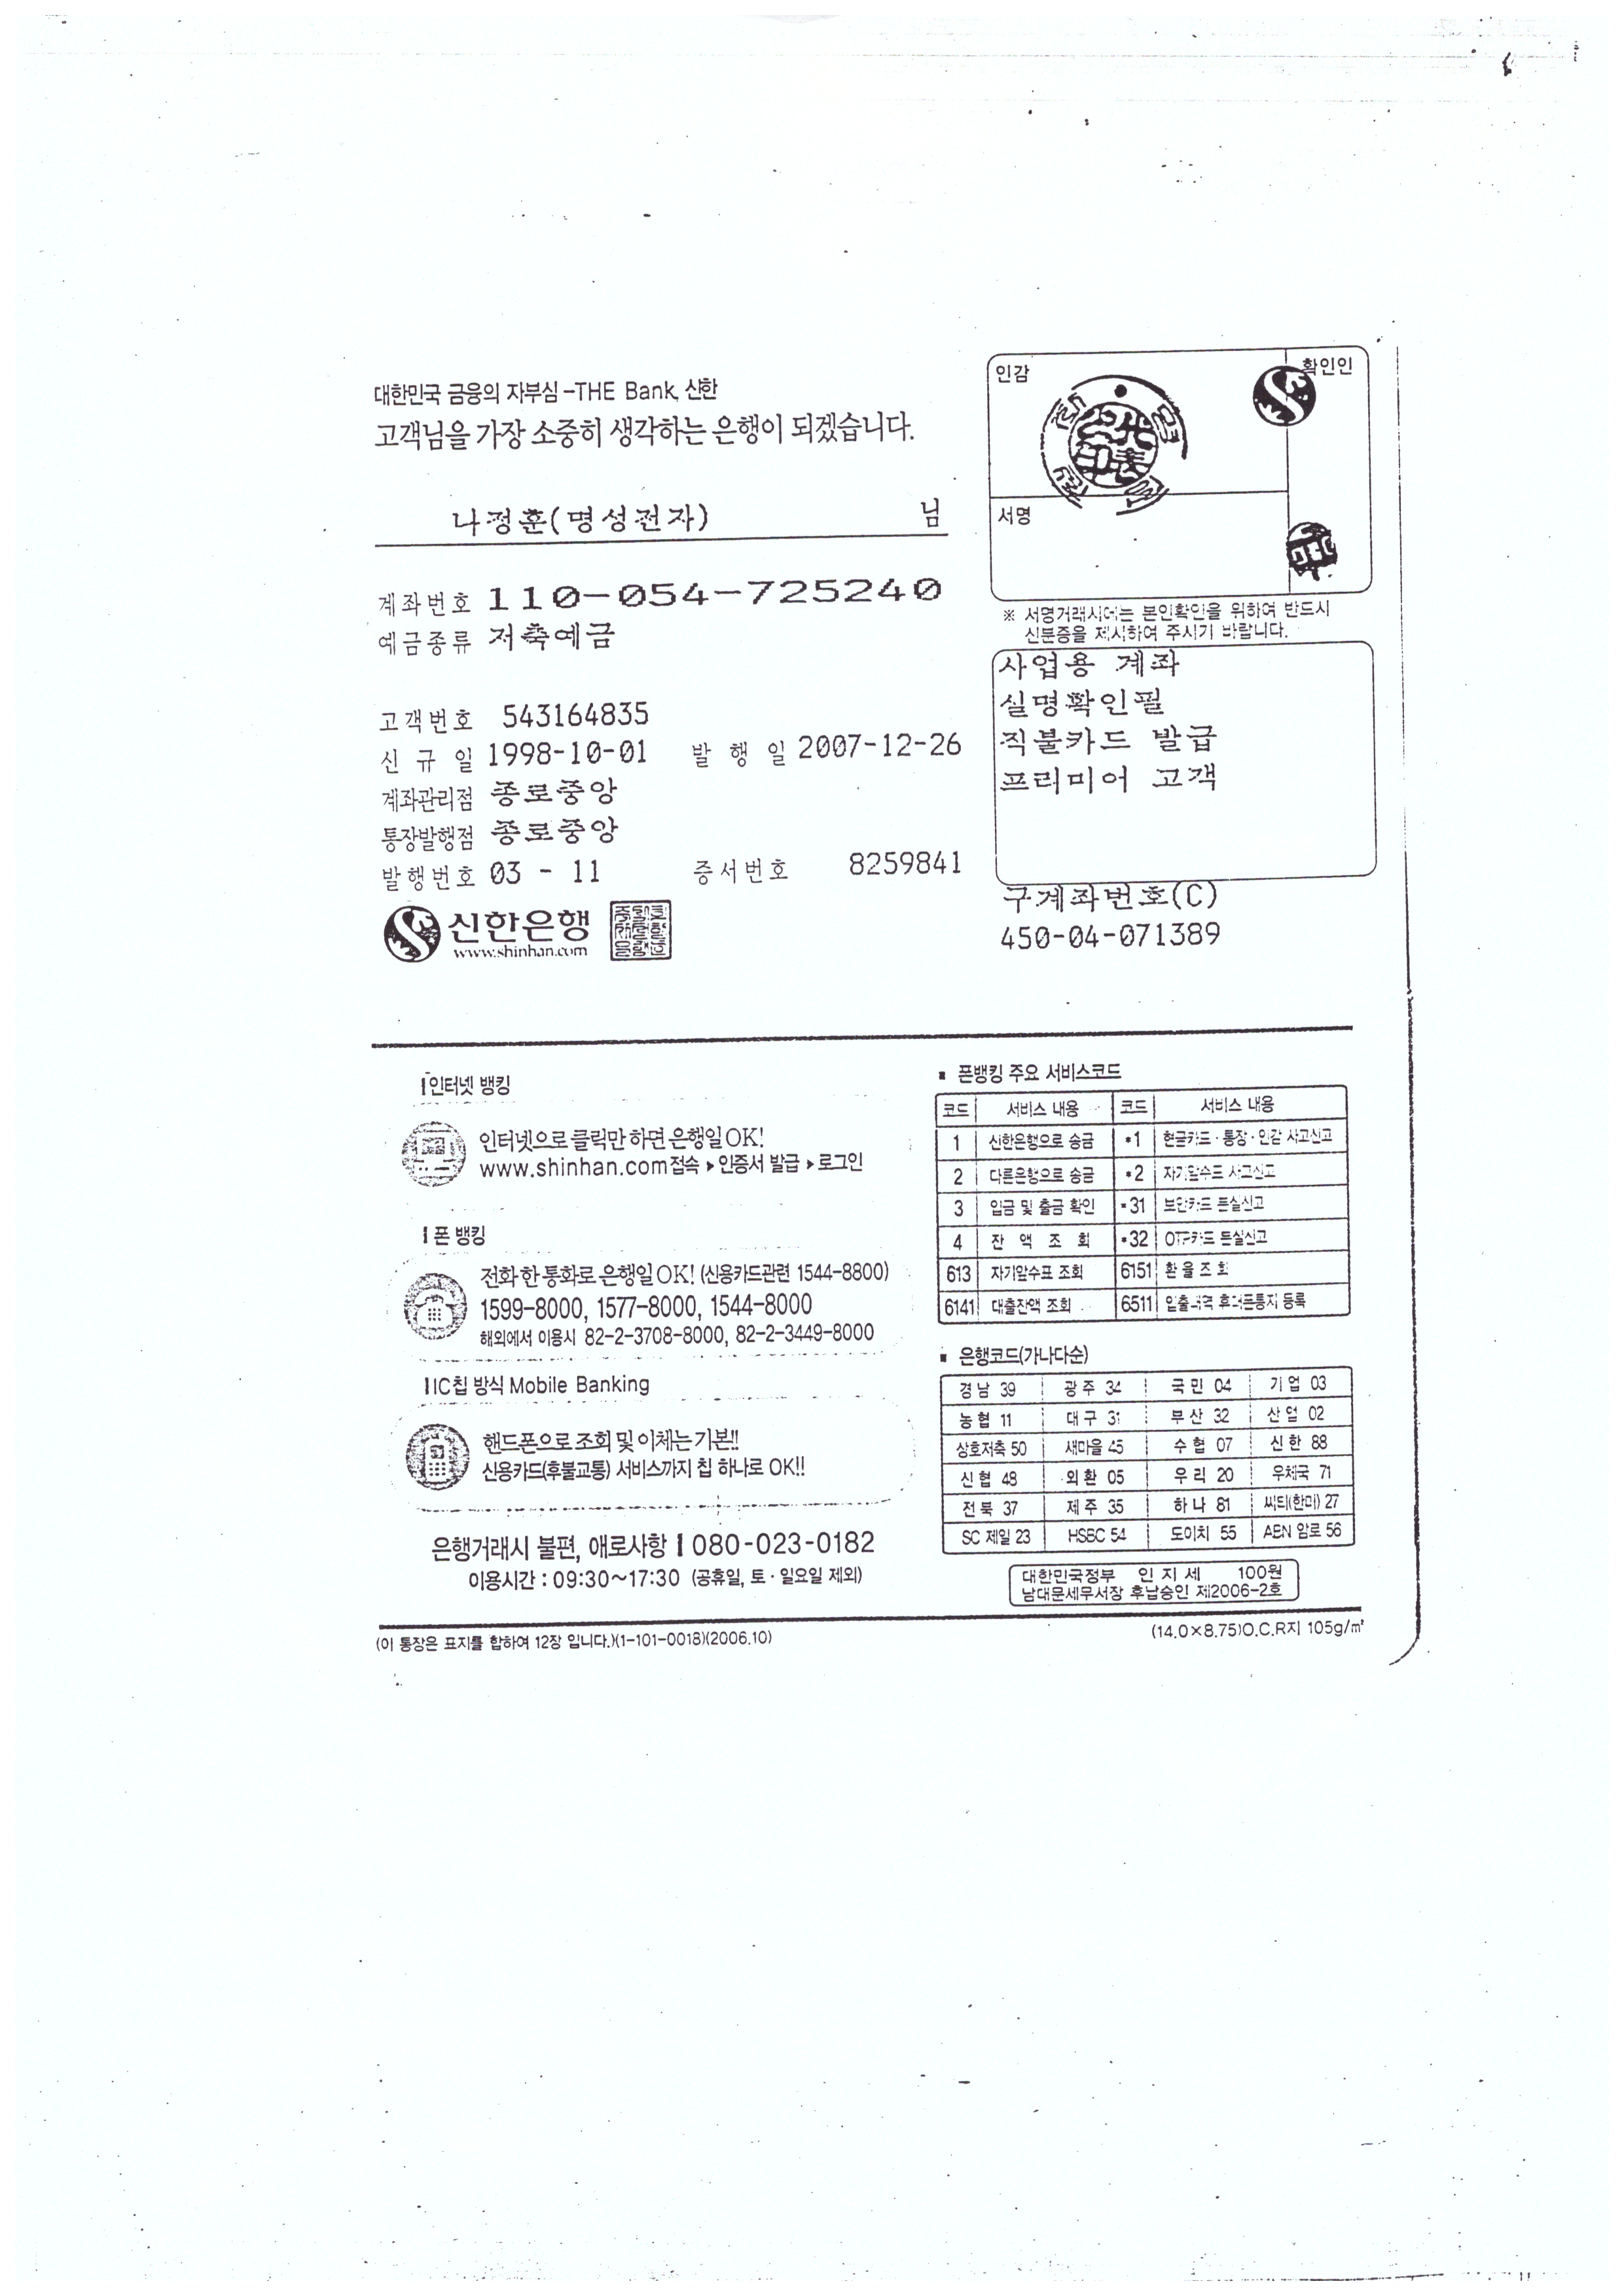 대한민국 금융의 자부심-THE Bank, 신한
고객님을 가장 소중히 생각하는 은행이 되겠습니다.
나정훈(명성전자) 님
계좌번호 110-054-725240
예금종류 저축예금
고객번호 543164835
신규일 1998-10-01 발행일 2007-12-26
계좌관리점 종로중앙
통장발행점 종로중앙
발행번호 03 - 11 증서번호 8259841
신한은행
www.shinhan.com
인감 확인인
서명
※ 서명거래시에는 본인확인을 위하여 반드시
신분증을 제시하여 주시기 바랍니다.
사업용 계좌
실명확인필
직불카드 발급
프리미어 고객
구계좌번호(C)
450-04-071389
인터넷 뱅킹
인터넷으로 클릭만 하면 은행일 OK!
www.shinhan.com접속 ▸ 인증서 발급 ▸ 로그인
폰 뱅킹
전화 한 통화로 은행일 OK! (신용카드관련 1544-8800)
1599-8000, 1577-8000, 1544-8000
해외에서 이용시 82-2-3708-8000, 82-2-3449-8000
IC칩 방식 Mobile Banking
핸드폰으로 조회 및 이체는 기본!!
신용카드(후불교통) 서비스까지 칩 하나로 OK!!
은행거래시 불편, 애로사항 | 080-023-0182
이용시간 : 09:30~17:30 (공휴일, 토·일요일 제외)
▪ 폰뱅킹 주요 서비스코드
코드 서비스 내용 코드 서비스 내용
1 신한은행으로 송금 *1 현금카드·통장·인감 사고신고
2 다른은행으로 송금 *2 자기앞수표 사고신고
3 입금 및 출금 확인 *31 보안카드 분실신고
4 잔액조회 *32 OTP카드 분실신고
613 자기앞수표 조회 6151 환율조회
6141 대출잔액 조회 6511 입출내역 휴대폰통지 등록
▪ 은행코드(가나다순)
경남 39 광주 34 국민 04 기업 03
농협 11 대구 31 부산 32 산업 02
상호저축 50 새마을 45 수협 07 신한 88
신협 48 외환 05 우리 20 우체국 71
전북 37 제주 35 하나 81 씨티(한미) 27
SC 제일 23 HSBC 54 도이치 55 ABN 암로 56
대한민국정부 인지세 100원
남대문세무서장 후납승인 제2006-2호
(이 통장은 표지를 합하여 12장 입니다.)(1-101-0018)(2006.10)
(14.0×8.75)O.C.R지 105g/㎡